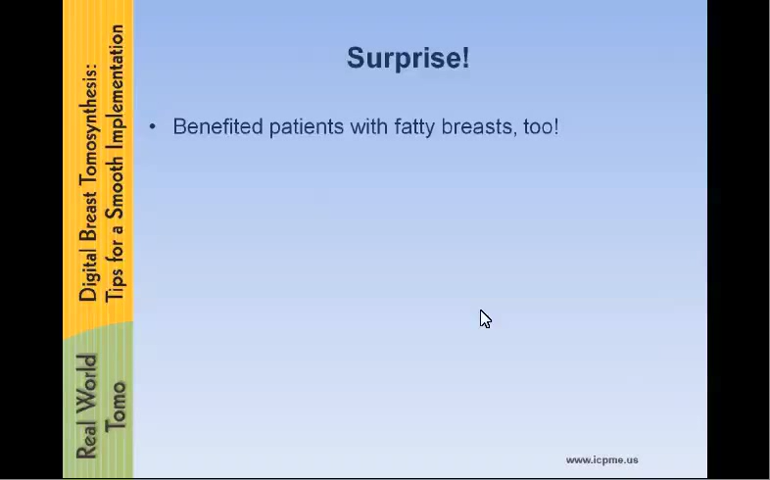 Surprise!
• Benefited patients with fatty breasts, too!
Digital Breast Tomosynthesis:
Tips for a Smooth Implementation
Real World
Tomo
www.icpme.us